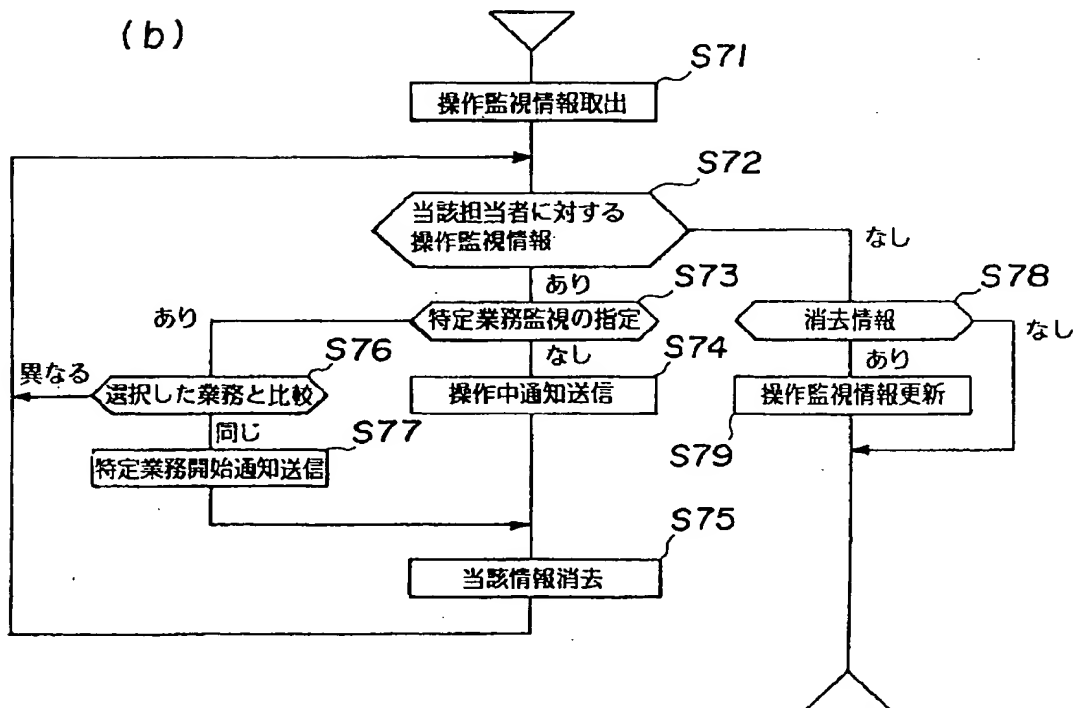 (b)
S71
操作監視情報取出
S72
当該担当者に対する
操作監視情報
なし
あり
S73
特定業務監視の指定
あり
なし
S78
消去情報
なし
あり
S76
選択した業務と比較
異なる
同じ
S74
操作中通知送信
操作監視情報更新
S79
S77
特定業務開始通知送信
S75
当該情報消去